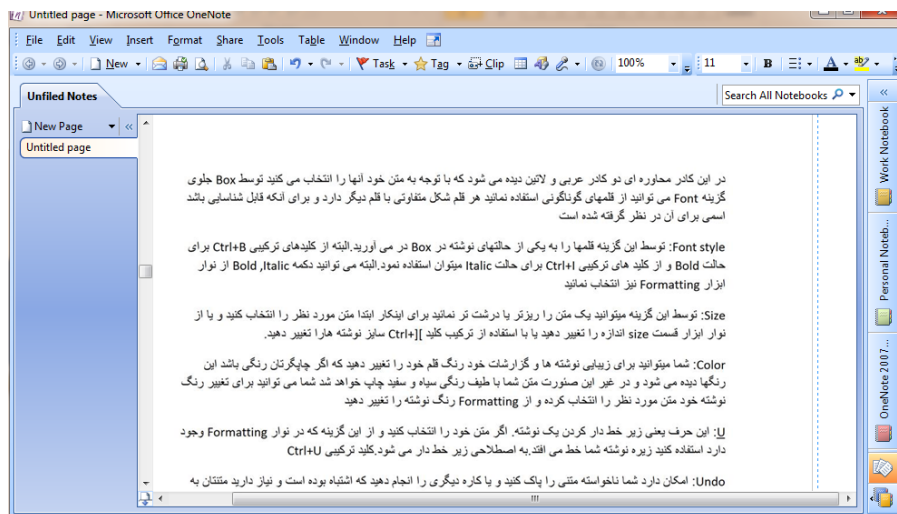 Untitled page - Microsoft Office OneNote
File Edit View Insert Format Share Tools Table Window Help
New Task Tag Clip 100% 11 B A
Unfiled Notes
Search All Notebooks
New Page
Untitled page
در این کادر محاوره ای دو کادر عربی و لاتین دیده می شود که با توجه به متن خود آنها را انتخاب می کنید توسط Box جلوی
گزینه Font می توانید از قلمهای گوناگونی استفاده نمائید هر قلم شکل متفاوتی با قلم دیگر دارد و برای آنکه قابل شناسایی باشد
اسمی برای آن در نظر گرفته شده است
Font style: توسط این گزینه قلمها را به یکی از حالتهای نوشته در Box در می آورید.البته از کلیدهای ترکیبی Ctrl+B برای
حالت Bold و از کلید های ترکیبی Ctrl+I برای حالت Italic میتوان استفاده نمود.البته می توانید دکمه Bold ,Italic از نوار
ابزار Formatting نیز انتخاب نمائید
Size: توسط این گزینه میتوانید یک متن را ریزتر یا درشت تر نمائید برای اینکار ابتدا متن مورد نظر را انتخاب کنید و یا از
نوار ابزار قسمت size اندازه را تغییر دهید یا با استفاده از ترکیب کلید ][+Ctrl سایز نوشته هارا تغییر دهید.
Color: شما میتوانید برای زیبایی نوشته ها و گزارشات خود رنگ قلم خود را تغییر دهید که اگر چاپگرتان رنگی باشد این
رنگها دیده می شود و در غیر این صنورت متن شما با طیف رنگی سیاه و سفید چاپ خواهد شد شما می توانید برای تغییر رنگ
نوشته خود متن مورد نظر را انتخاب کرده و از Formatting رنگ نوشته را تغییر دهید
U: این حرف یعنی زیر خط دار کردن یک نوشته. اگر متن خود را انتخاب کنید و از این گزینه که در نوار Formatting وجود
دارد استفاده کنید زیره نوشته شما خط می افتد.به اصطلاحی زیر خط دار می شود.کلید ترکیبی Ctrl+U
Undo: امکان دارد شما ناخواسته متنی را پاک کنید و یا کاره دیگری را انجام دهید که اشتباه بوده است و نیاز دارید متنتان به
Work Notebook
Personal Noteb...
OneNote 2007...